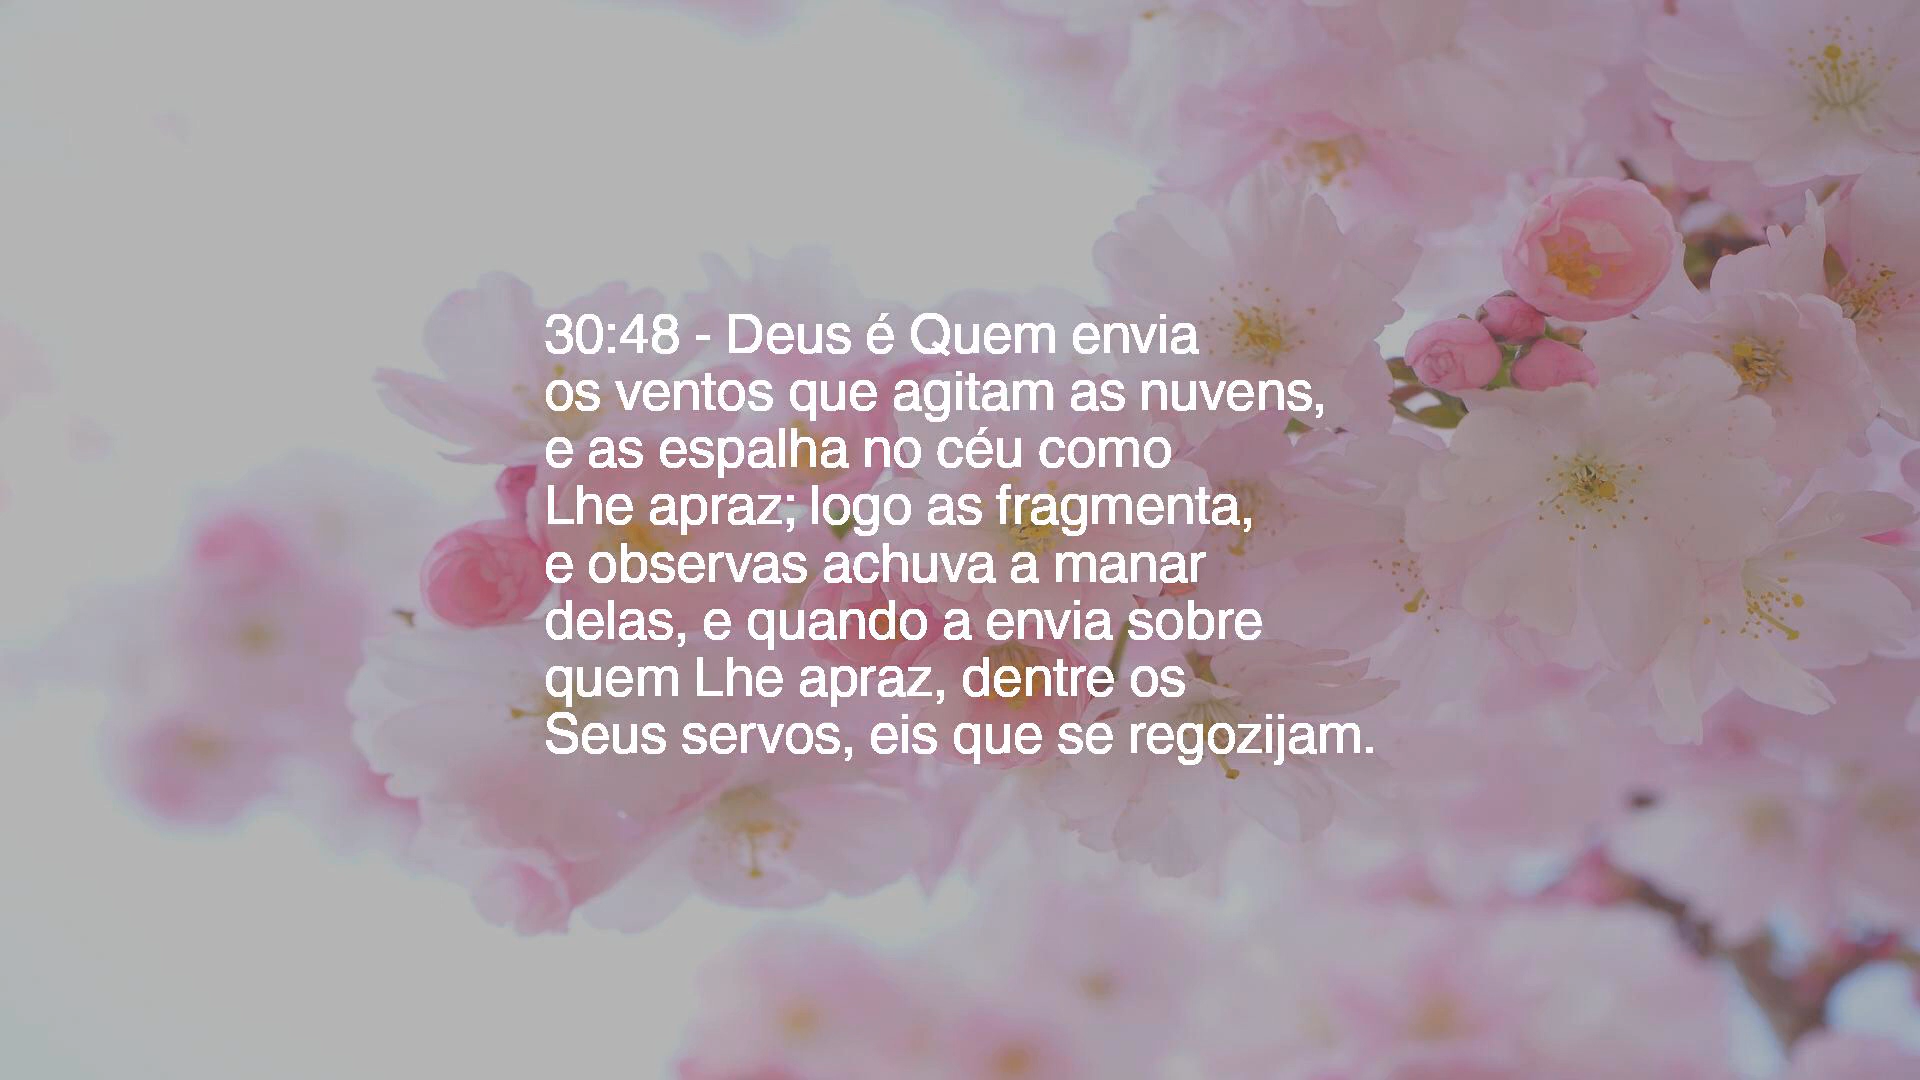 30:48 - Deus é Quem envia
os ventos que agitam as nuvens,
e as espalha no céu como
Lhe apraz; logo as fragmenta,
e observas achuva a manar
delas, e quando a envia sobre
quem Lhe apraz, dentre os
Seus servos, eis que se regozijam.